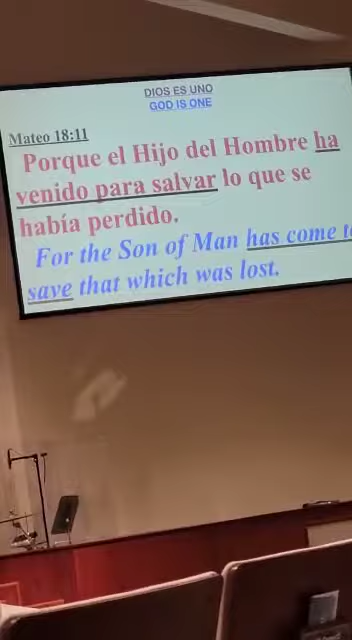 DIOS ES UNO
GOD IS ONE
Mateo 18:11
Porque el Hijo del Hombre ha
venido para salvar lo que se
había perdido.
For the Son of Man has come t
save that which was lost.